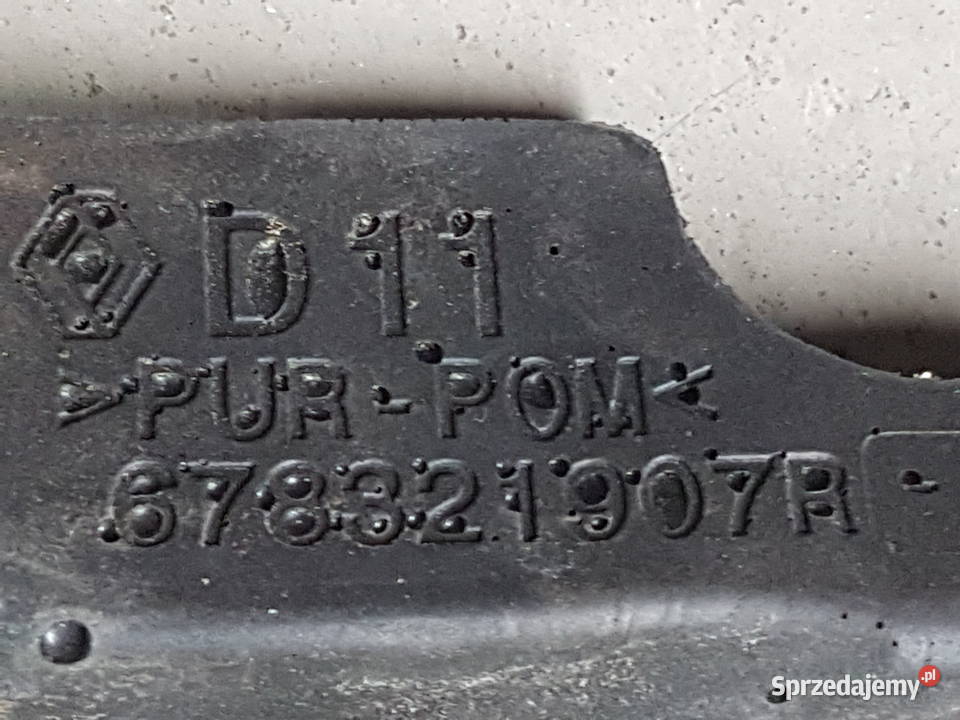 D11
>PUR-POM<
678321907R -
Sprzedajemy.pl